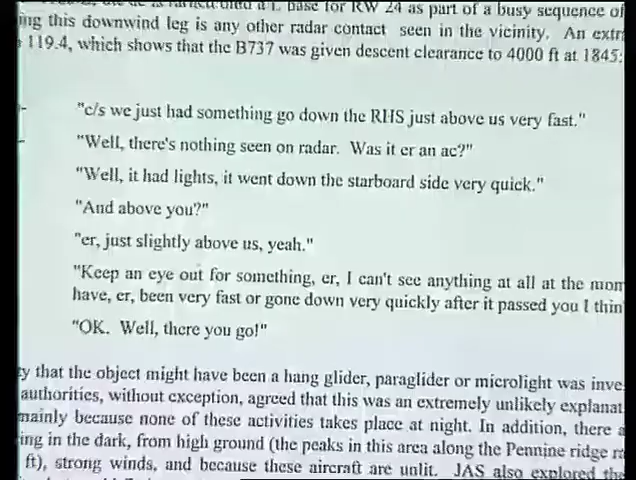 base for RW 24 as part of a busy sequence of
ing this downwind leg is any other radar contact seen in the vicinity. An extr
119.4, which shows that the B737 was given descent clearance to 4000 ft at 1845:
"c/s we just had something go down the RHS just above us very fast."
"Well, there's nothing seen on radar. Was it er an ac?"
"Well, it had lights, it went down the starboard side very quick."
"And above you?"
"er, just slightly above us, yeah."
"Keep an eye out for something, er, I can't see anything at all at the mom
have, er, been very fast or gone down very quickly after it passed you I thin
"OK. Well, there you go!"
ty that the object might have been a hang glider, paraglider or microlight was inve
authorities, without exception, agreed that this was an extremely unlikely explanat
mainly because none of these activities takes place at night. In addition, there a
ing in the dark, from high ground (the peaks in this area along the Pennine ridge r
ft), strong winds, and because these aircraft are unlit. JAS also explored the